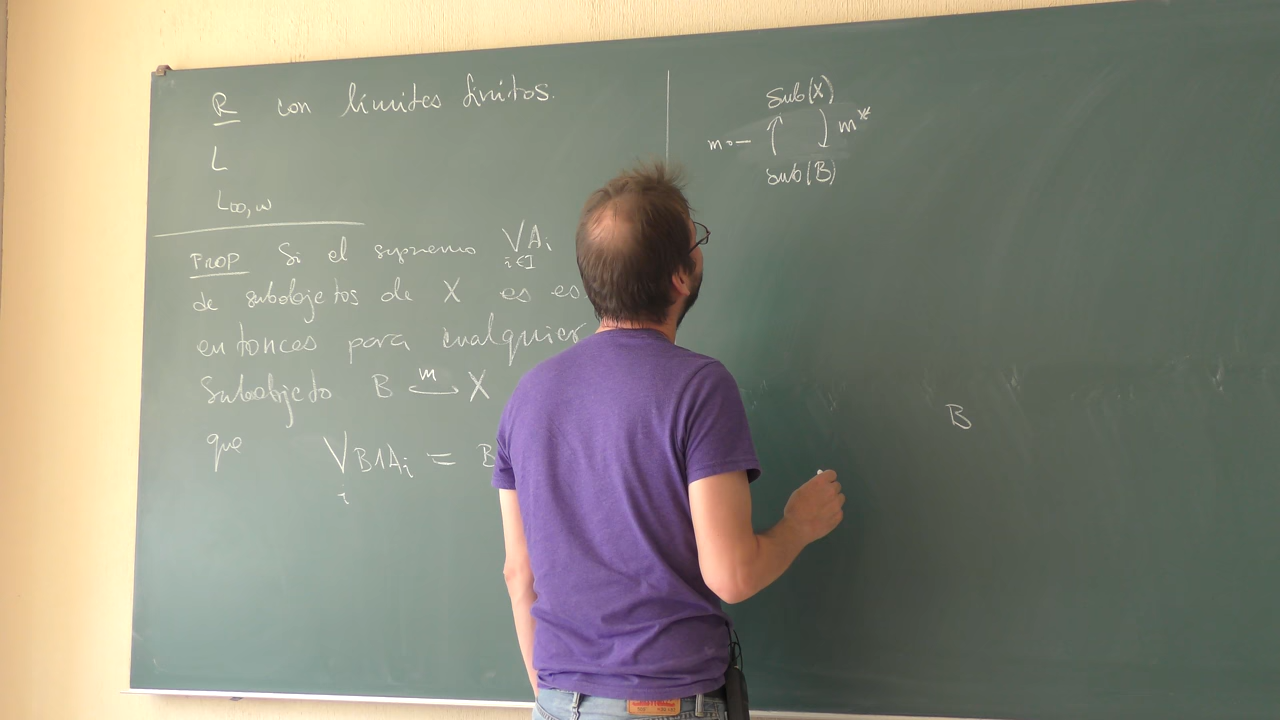 R con límites finitos.
L
L∞,ω
Prop Si el supremo ⋁Ai
i∈I
de subobjetos de X es es
entonces para cualquier
Subobjeto B m X
que ⋁ B∧Ai = B
i
Sub(X)
m∘− m*
Sub(B)
B